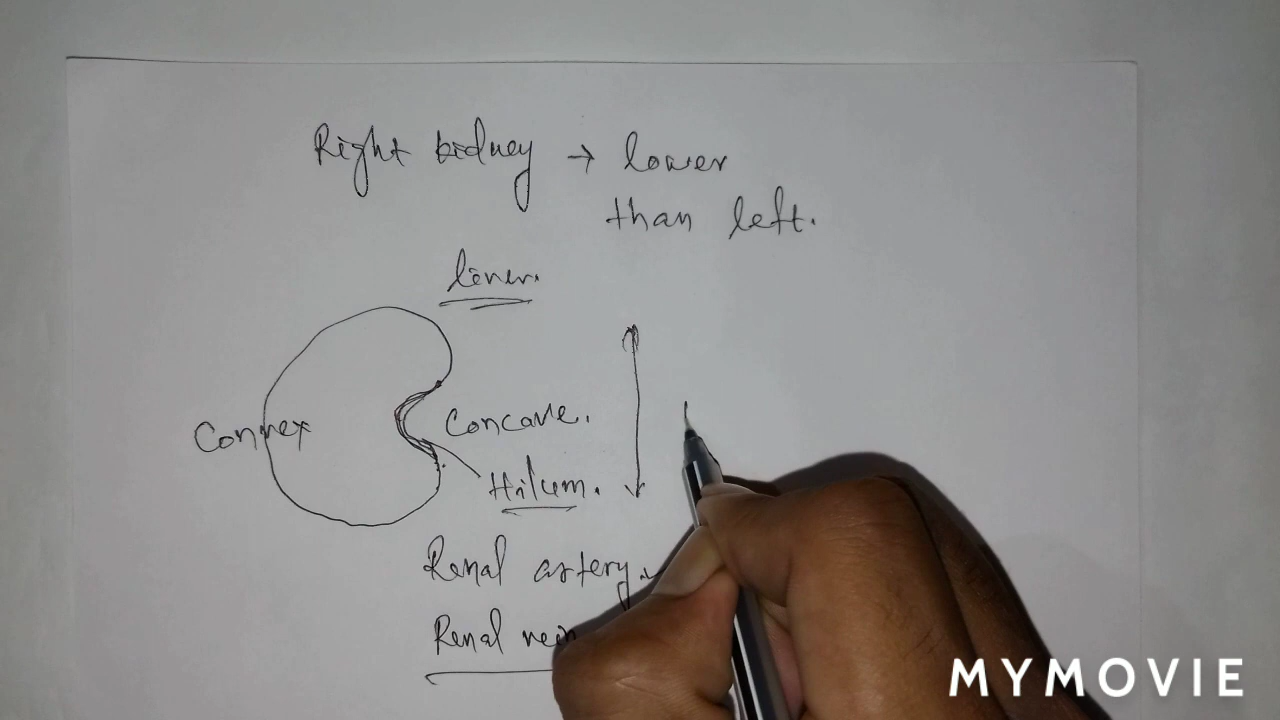 Right kidney → lower
than left.
liver.
Convex
Concave.
Hilum.
Renal artery.
Renal vein
MYMOVIE